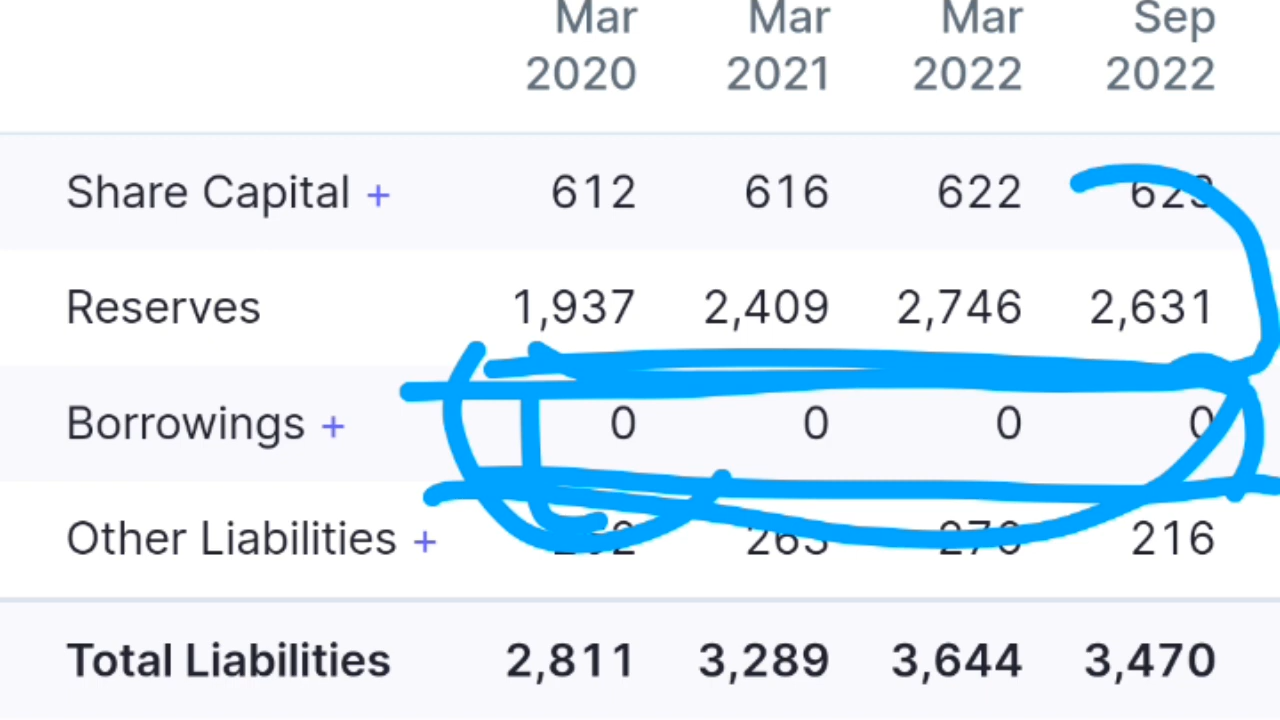 Mar Mar Mar Sep
2020 2021 2022 2022
Share Capital + 612 616 622 623
Reserves 1,937 2,409 2,746 2,631
Borrowings + 0 0 0 0
Other Liabilities + 263 276 216
Total Liabilities 2,811 3,289 3,644 3,470